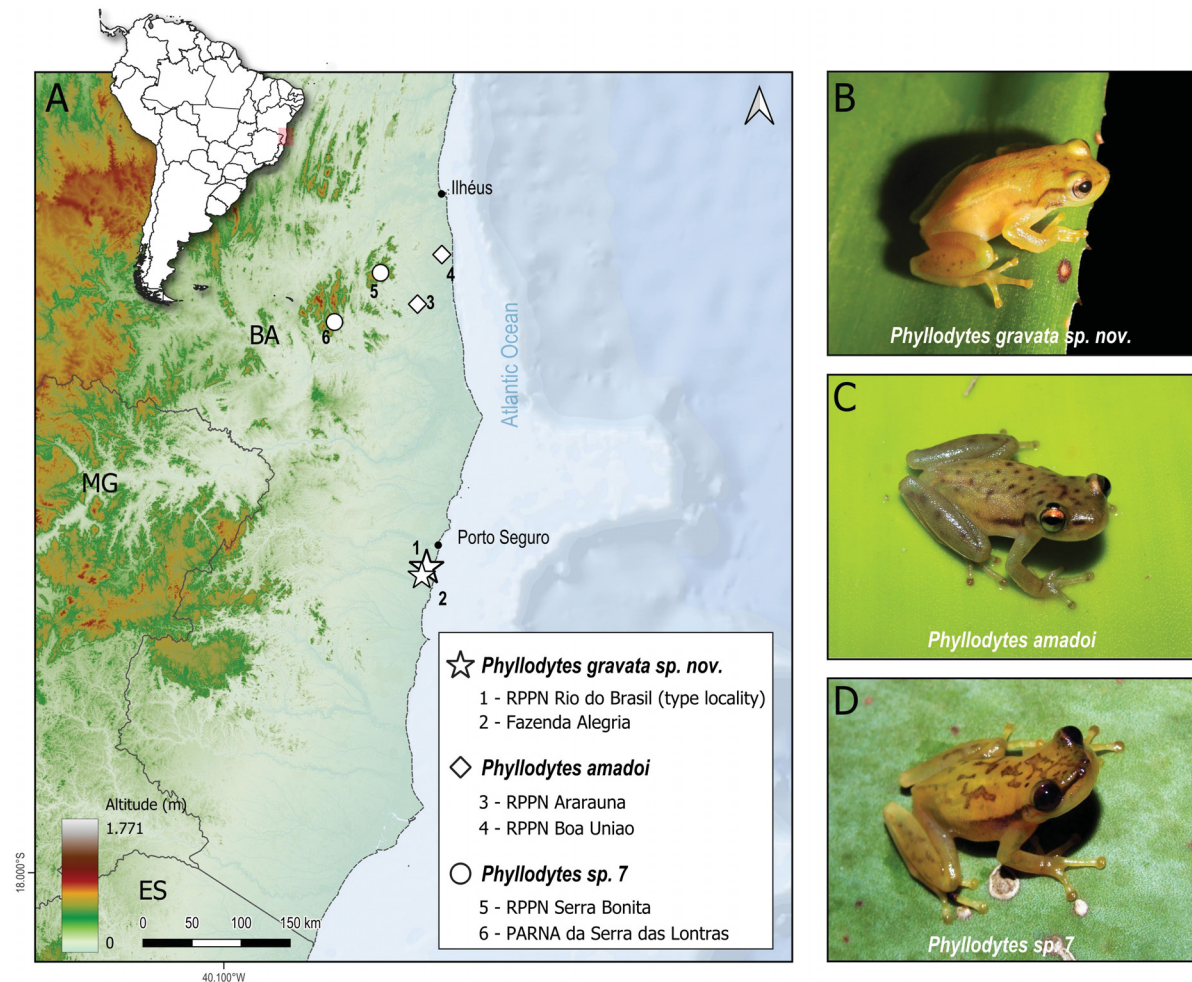 A
Ilhéus
4
5
3
6
BA
Atlantic Ocean
MG
Porto Seguro
1
2
Phyllodytes gravata sp. nov.
1 - RPPN Rio do Brasil (type locality)
2 - Fazenda Alegria
Phyllodytes amadoi
3 - RPPN Ararauna
4 - RPPN Boa Uniao
Phyllodytes sp. 7
5 - RPPN Serra Bonita
6 - PARNA da Serra das Lontras
Altitude (m)
1.771
0
ES
0 50 100 150 km
18.000°S
40.100°W
B
Phyllodytes gravata sp. nov.
C
Phyllodytes amadoi
D
Phyllodytes sp. 7